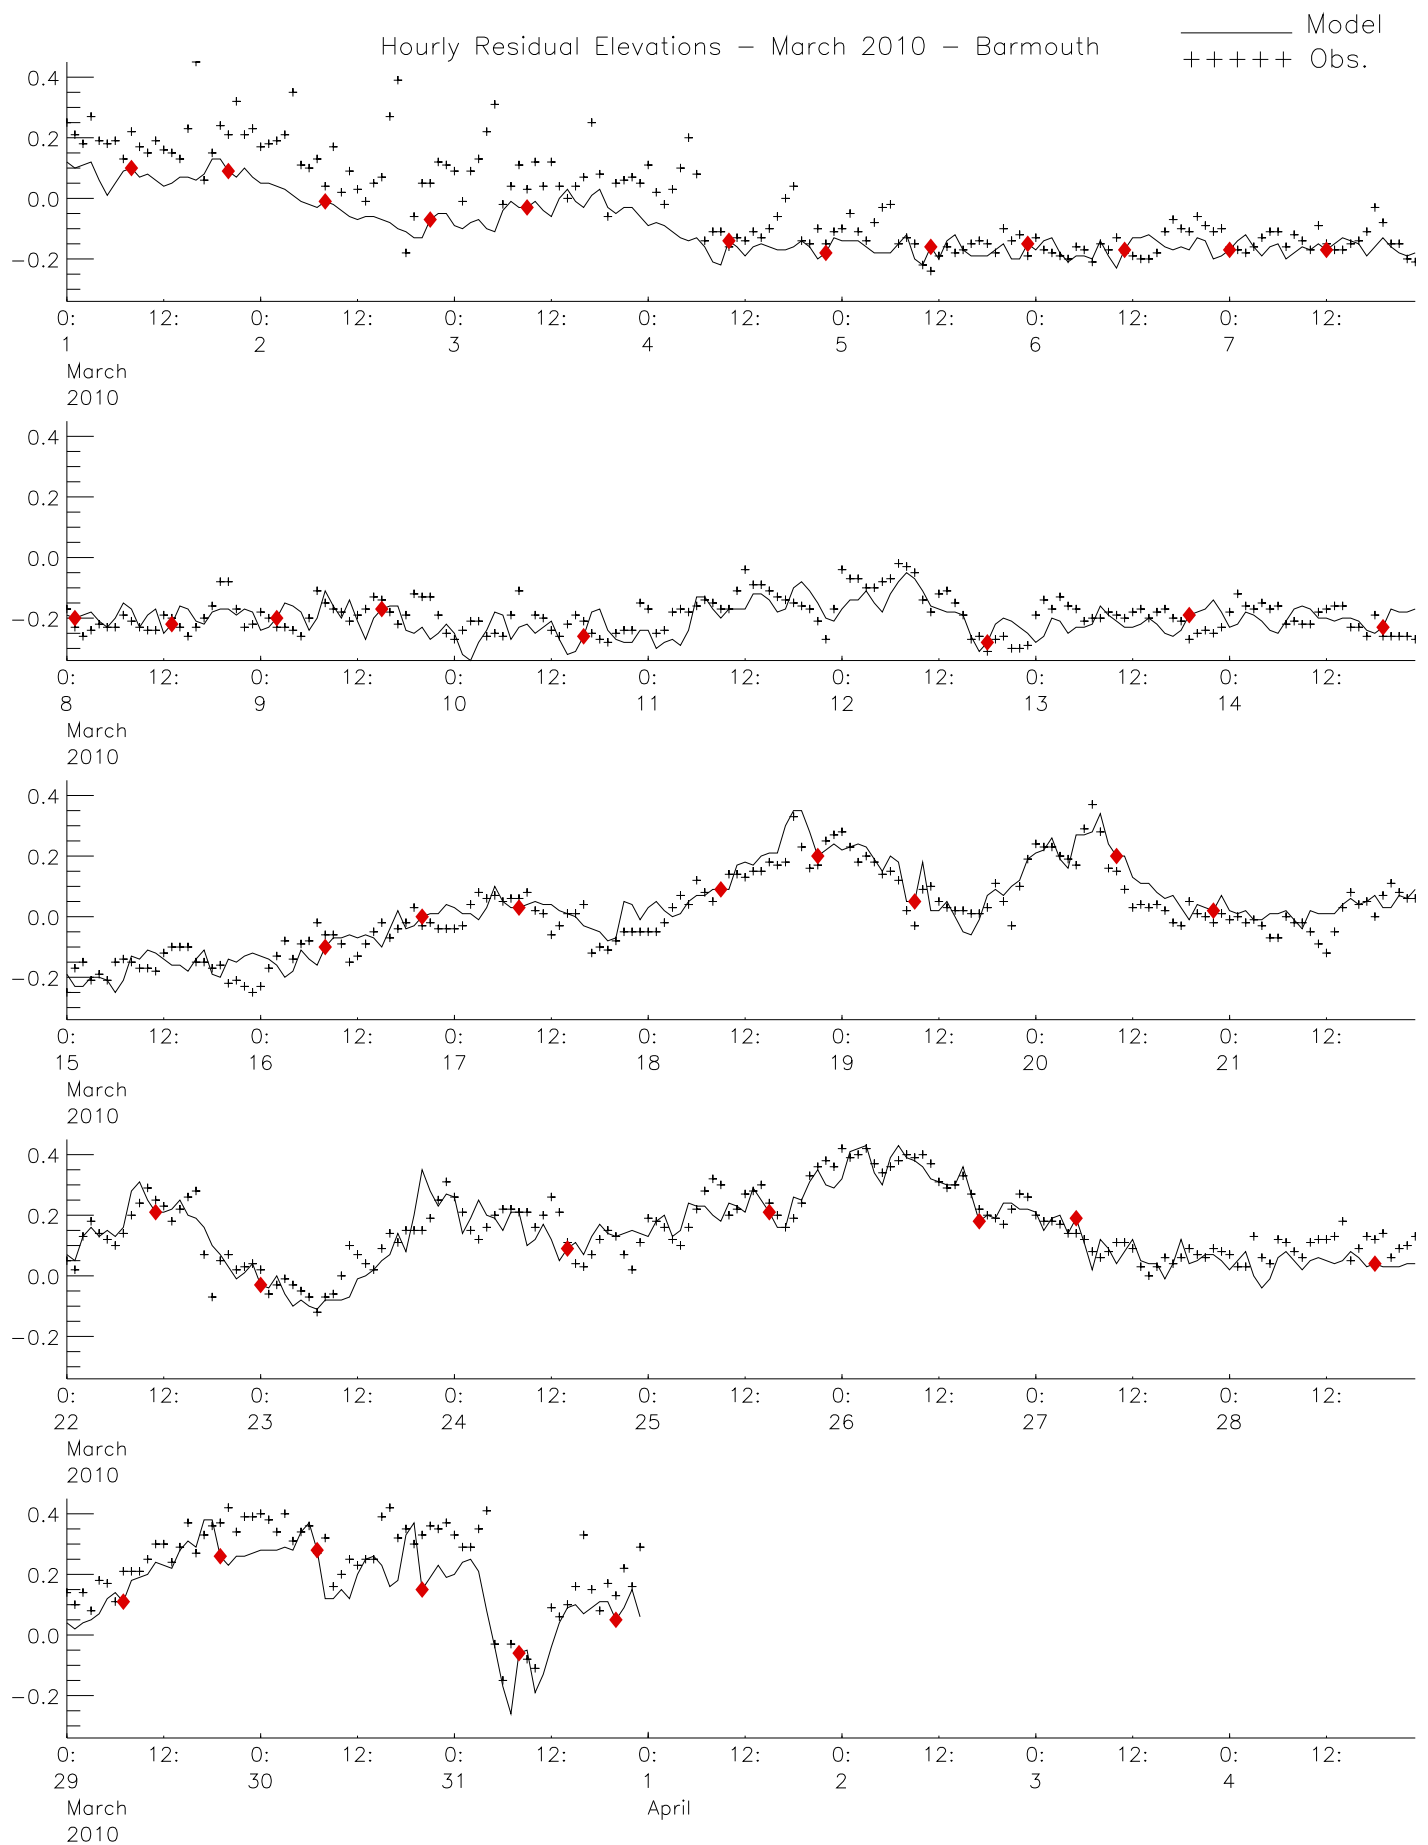 Hourly Residual Elevations – March 2010 – Barmouth
Model
+++++ Obs.
0.4
0.2
0.0
−0.2
0: 12: 0: 12: 0: 12: 0: 12: 0: 12: 0: 12: 0: 12:
1 2 3 4 5 6 7
March
2010
0.4
0.2
0.0
−0.2
0: 12: 0: 12: 0: 12: 0: 12: 0: 12: 0: 12: 0: 12:
8 9 10 11 12 13 14
March
2010
0.4
0.2
0.0
−0.2
0: 12: 0: 12: 0: 12: 0: 12: 0: 12: 0: 12: 0: 12:
15 16 17 18 19 20 21
March
2010
0.4
0.2
0.0
−0.2
0: 12: 0: 12: 0: 12: 0: 12: 0: 12: 0: 12: 0: 12:
22 23 24 25 26 27 28
March
2010
0.4
0.2
0.0
−0.2
0: 12: 0: 12: 0: 12: 0: 12: 0: 12: 0: 12: 0: 12:
29 30 31 1 2 3 4
March April
2010